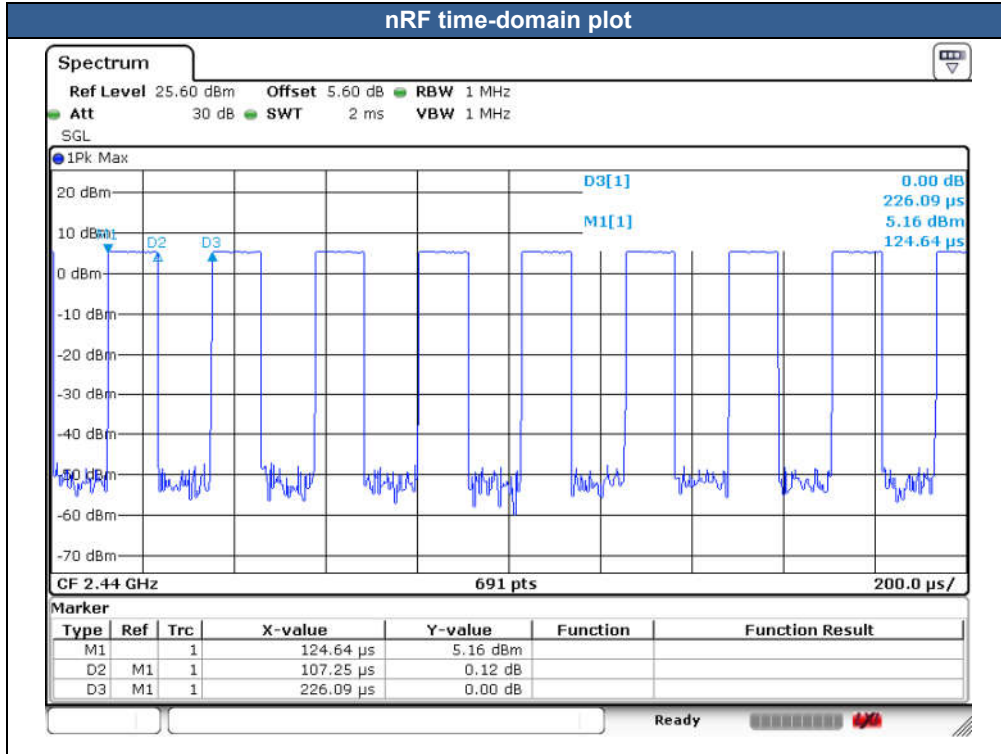 nRF time-domain plot
Spectrum
Ref Level 25.60 dBm Offset 5.60 dB RBW 1 MHz
Att 30 dB SWT 2 ms VBW 1 MHz
SGL
1Pk Max
D3[1] 0.00 dB
226.09 µs
M1[1] 5.16 dBm
124.64 µs
20 dBm
10 dBm
M1 D2 D3
0 dBm
-10 dBm
-20 dBm
-30 dBm
-40 dBm
-50 dBm
-60 dBm
-70 dBm
CF 2.44 GHz 691 pts 200.0 µs/
Marker
Type Ref Trc X-value Y-value Function Function Result
M1 1 124.64 µs 5.16 dBm
D2 M1 1 107.25 µs 0.12 dB
D3 M1 1 226.09 µs 0.00 dB
Ready